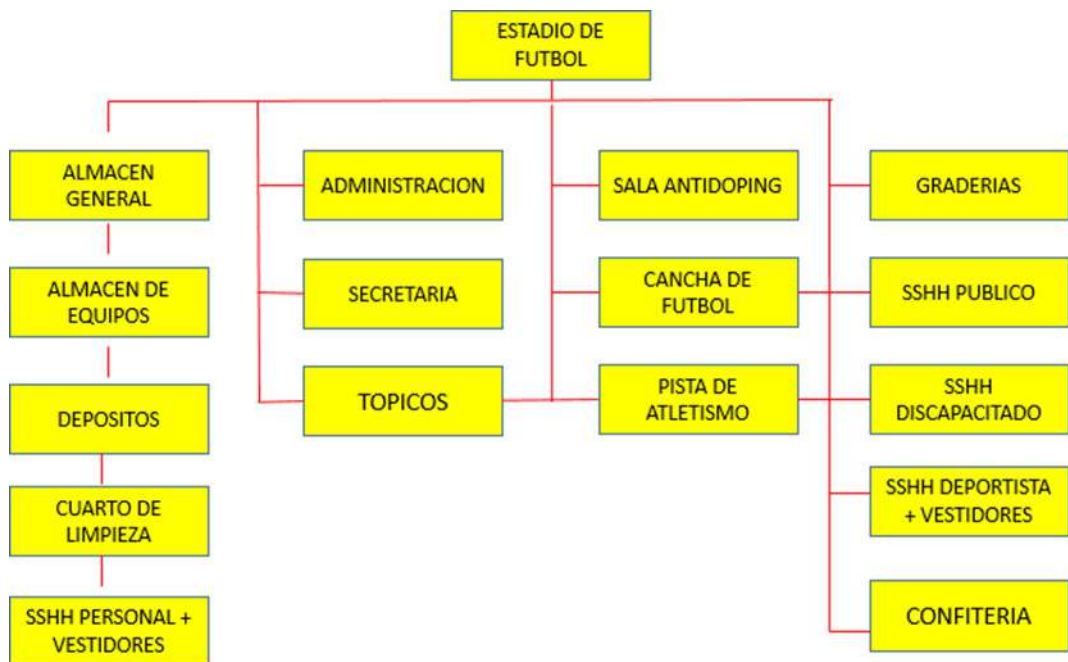 ESTADIO DE
FUTBOL
ALMACEN
GENERAL
ALMACEN DE
EQUIPOS
DEPOSITOS
CUARTO DE
LIMPIEZA
SSHH PERSONAL +
VESTIDORES
ADMINISTRACION
SECRETARIA
TOPICOS
SALA ANTIDOPING
CANCHA DE
FUTBOL
PISTA DE
ATLETISMO
GRADERIAS
SSHH PUBLICO
SSHH
DISCAPACITADO
SSHH DEPORTISTA
+ VESTIDORES
CONFITERIA